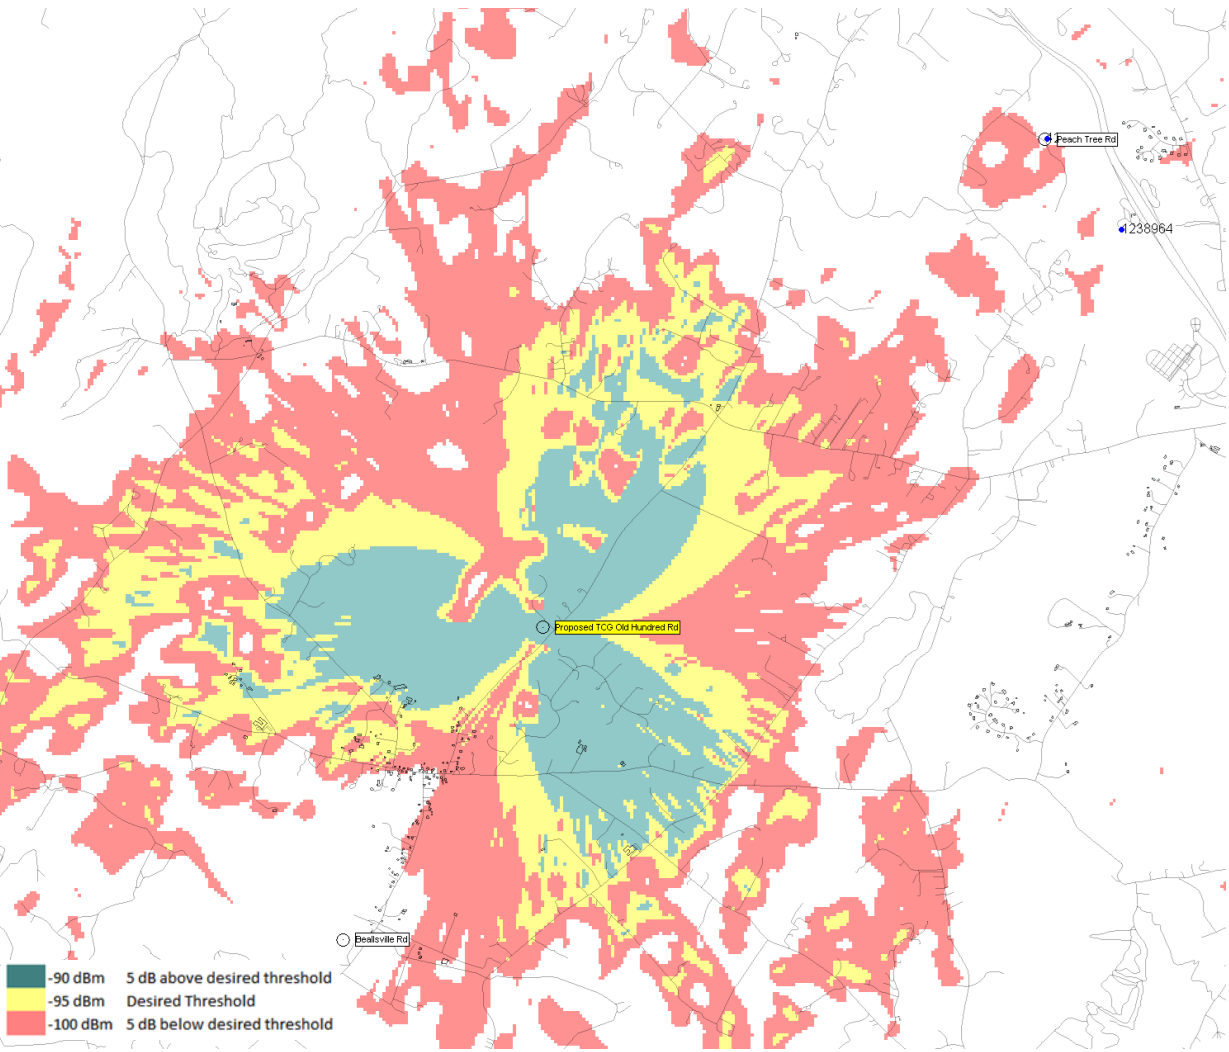 Peach Tree Rd
1238964
Proposed TCG Old Hundred Rd
Beallsville Rd
-90 dBm 5 dB above desired threshold
-95 dBm Desired Threshold
-100 dBm 5 dB below desired threshold